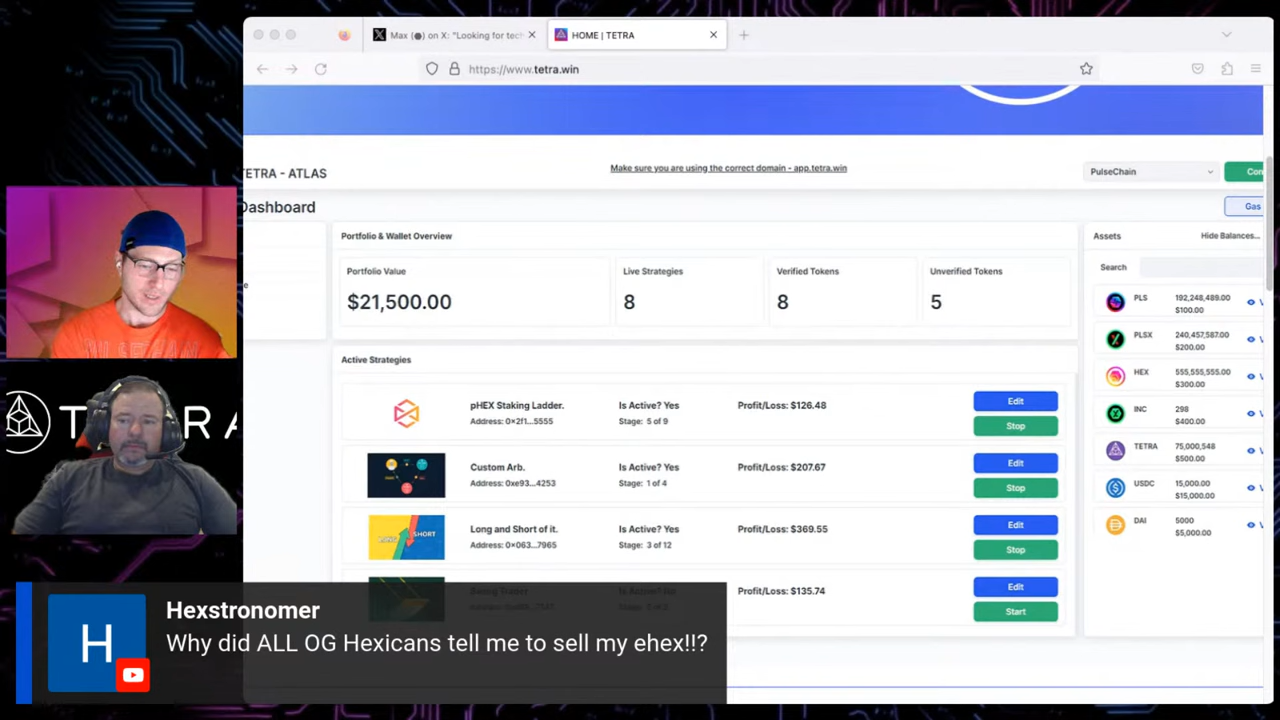 Max (●) on X: "Looking for tech
HOME | TETRA
https://www.tetra.win
TETRA - ATLAS
Make sure you are using the correct domain - app.tetra.win
PulseChain
Con
Dashboard
Gas
Portfolio & Wallet Overview
Portfolio Value
$21,500.00
Live Strategies
8
Verified Tokens
8
Unverified Tokens
5
Assets
Hide Balances...
Search
PLS
192,248,489.00
$100.00
PLSX
240,457,587.00
$200.00
HEX
555,555,555.00
$300.00
INC
298
$400.00
TETRA
75,000,548
$500.00
USDC
15,000.00
$15,000.00
DAI
5000
$5,000.00
Active Strategies
pHEX Staking Ladder.
Address: 0x2f1...5555
Is Active? Yes
Stage: 5 of 9
Profit/Loss: $126.48
Edit
Stop
Custom Arb.
Address: 0xe93...4253
Is Active? Yes
Stage: 1 of 4
Profit/Loss: $207.67
Edit
Stop
LONG
SHORT
Long and Short of it.
Address: 0x063...7965
Is Active? Yes
Stage: 3 of 12
Profit/Loss: $369.55
Edit
Stop
Profit/Loss: $135.74
Edit
Start
H
Hexstronomer
Why did ALL OG Hexicans tell me to sell my ehex!!?